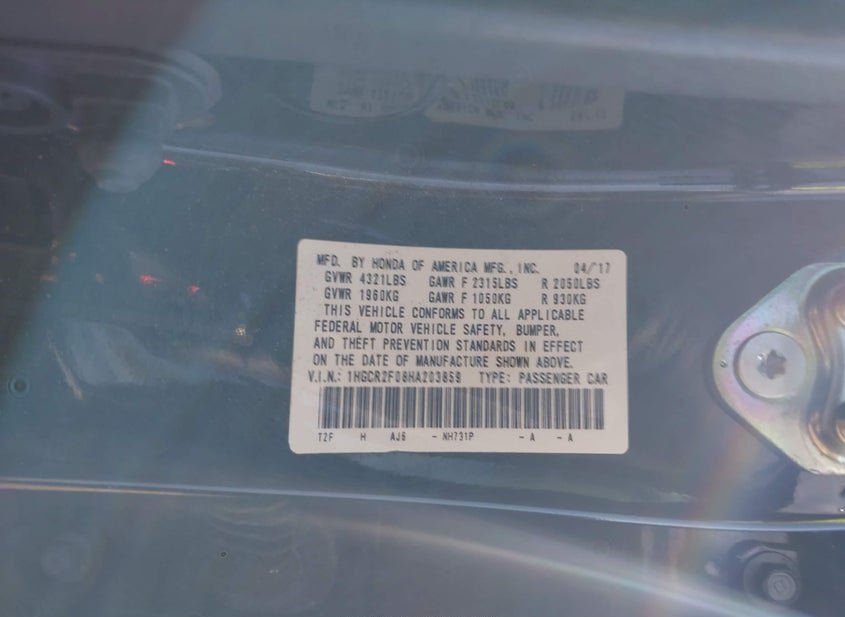 MFD. BY HONDA OF AMERICA MFG., INC. 04/'17
GVWR 4321LBS GAWR F 2315LBS R 2050LBS
GVWR 1960KG GAWR F 1050KG R 930KG
THIS VEHICLE CONFORMS TO ALL APPLICABLE
FEDERAL MOTOR VEHICLE SAFETY, BUMPER,
AND THEFT PREVENTION STANDARDS IN EFFECT
ON THE DATE OF MANUFACTURE SHOWN ABOVE.
V.I.N.: 1HGCR2F08HA203859 TYPE: PASSENGER CAR
T2F H AJ6 - NH731P - A - A